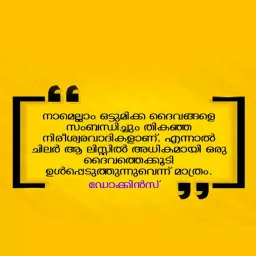 നാമെല്ലാം ഒട്ടുമിക്ക ദൈവങ്ങളെ
സംബന്ധിച്ചും തികഞ്ഞ
നിരീശ്വരവാദികളാണ്. എന്നാൽ
ചിലർ ആ ലിസ്റ്റിൽ അധികമായി ഒരു
ദൈവത്തെക്കൂടി
ഉൾപ്പെടുത്തുന്നുവെന്ന് മാത്രം.
ഡോക്കിൻസ്